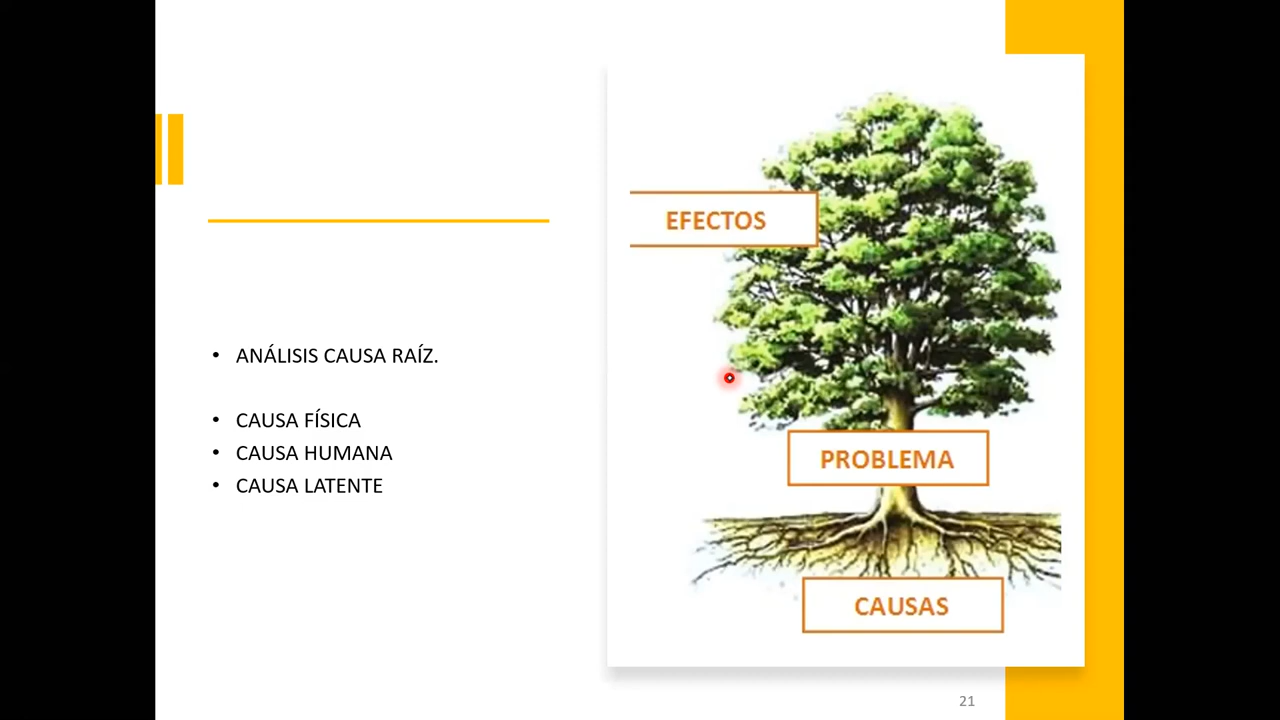 ANÁLISIS CAUSA RAÍZ.
CAUSA FÍSICA
CAUSA HUMANA
CAUSA LATENTE
EFECTOS
PROBLEMA
CAUSAS
21